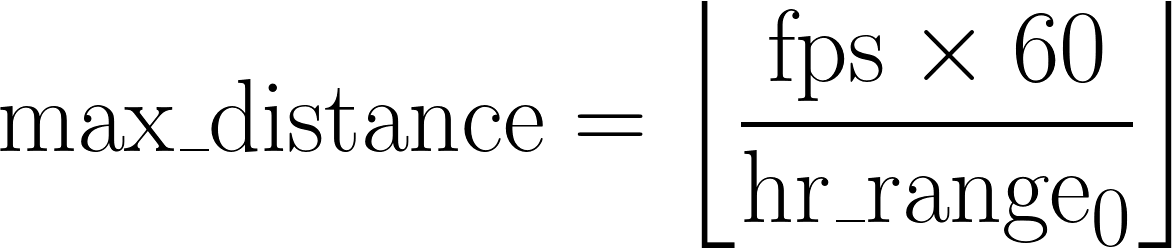 max_distance = ⌊ fps × 60 / hr_range₀ ⌋